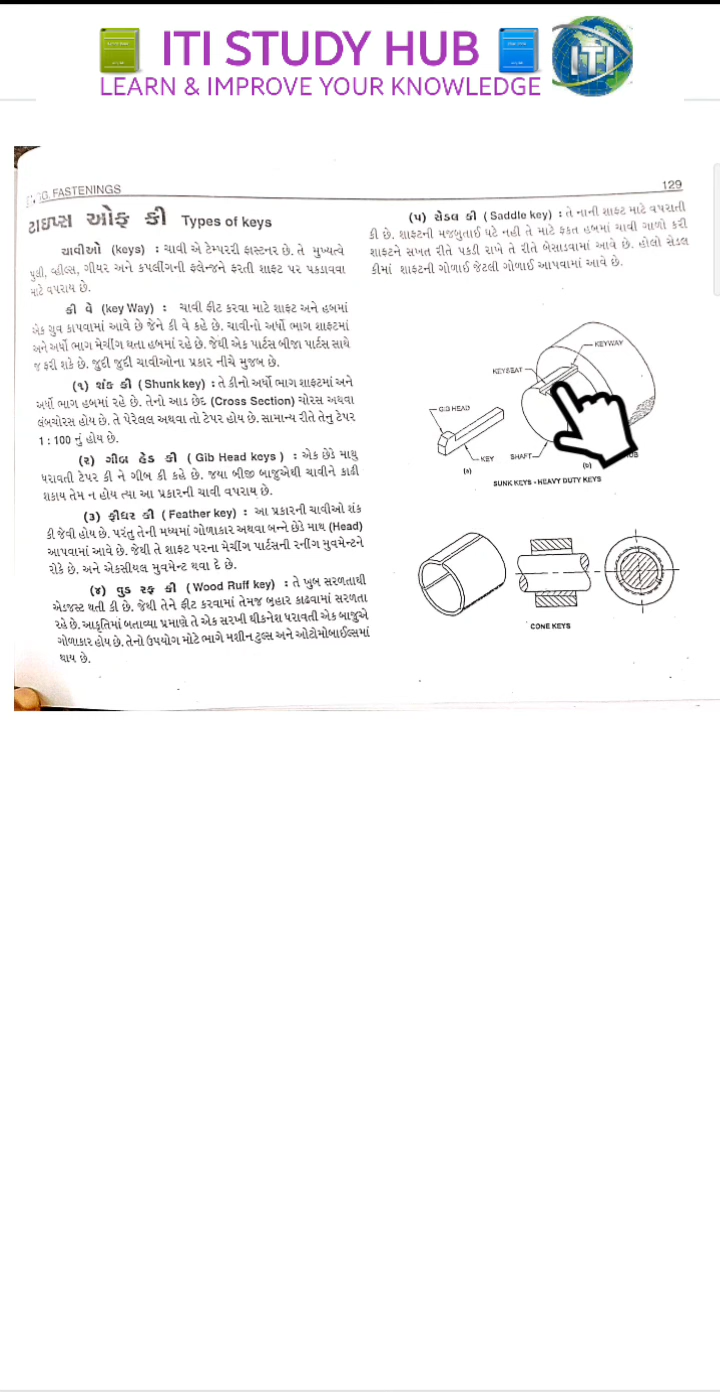 ITI STUDY HUB
ITI
LEARN & IMPROVE YOUR KNOWLEDGE
FASTENINGS
129
ટાઇપ્સ ઓફ કી Types of keys
ચાવીઓ (keys) : ચાવી એ ટેમ્પરરી ફાસ્ટનર છે. તે મુખ્યત્વે
પુલી, વ્હીલ્સ, ગીયર અને કપલીંગની ફલેન્જને ફરતી શાફ્ટ પર પકડાવવા
માટે વપરાય છે.
કી વે (key Way) : ચાવી ફીટ કરવા માટે શાફ્ટ અને હબમાં
એક ગ્રુવ કાપવામાં આવે છે જેને કી વે કહે છે. ચાવીનો અર્ધો ભાગ શાફ્ટમાં
અને અર્ધો ભાગ મેચીંગ થતા હબમાં રહે છે. જેથી એક પાર્ટસ બીજા પાર્ટસ સાથે
જ ફરી શકે છે. જુદી જુદી ચાવીઓના પ્રકાર નીચે મુજબ છે.
(૧) શંક કી (Shunk key) : તે કીનો અર્ધો ભાગ શાફ્ટમાં અને
અર્ધો ભાગ હબમાં રહે છે. તેનો આડ છેદ (Cross Section) ચોરસ અથવા
લંબચોરસ હોય છે. તે પેરેલલ અથવા તો ટેપર હોય છે. સામાન્ય રીતે તેનુ ટેપર
1 : 100 નું હોય છે.
(૨) ગીબ હેડ કી ( Gib Head keys ) : એક છેડે માથુ
ધરાવતી ટેપર કી ને ગીબ કી કહે છે. જયા બીજી બાજુએથી ચાવીને કાઢી
શકાય તેમ ન હોય ત્યા આ પ્રકારની ચાવી વપરાય છે.
(૩) ફીધર કી ( Feather key) : આ પ્રકારની ચાવીઓ શંક
કી જેવી હોય છે. પરંતુ તેની મધ્યમાં ગોળાકાર અથવા બન્ને છેડે માથ (Head)
આપવામાં આવે છે. જેથી તે શાફ્ટ પરના મેચીંગ પાર્ટસની રનીંગ મુવમેન્ટને
રોકે છે. અને એકસીયલ મુવમેન્ટ થવા દે છે.
(૪) વુડ રફ કી ( Wood Ruff key) : તે ખુબ સરળતાથી
એડજસ્ટ થતી કી છે. જેથી તેને ફીટ કરવામાં તેમજ બહાર કાઢવામાં સરળતા
રહે છે. આકૃતિમાં બતાવ્યા પ્રમાણે તે એક સરખી થીકનેશ ધરાવતી એક બાજુએ
ગોળાકાર હોય છે. તેનો ઉપયોગ મોટે ભાગે મશીન ટુલ્સ અને ઓટોમોબાઈલ્સમાં
થાય છે.
(૫) સેડલ કી ( Saddle key) : તે નાની શાફ્ટ માટે વપરાતી
કી છે. શાફ્ટની મજબુતાઈ ઘટે નહી તે માટે ફકત હબમાં ચાવી ગાળો કરી
શાફ્ટને સખત રીતે પકડી રાખે તે રીતે બેસાડવામાં આવે છે. હોલો સેડલ
કીમાં શાફ્ટની ગોળાઈ જેટલી ગોળાઈ આપવામાં આવે છે.
KEYWAY
KEYSEAT
GIB HEAD
KEY
SHAFT
(a)
(b)
SUNK KEYS - HEAVY DUTY KEYS
CONE KEYS